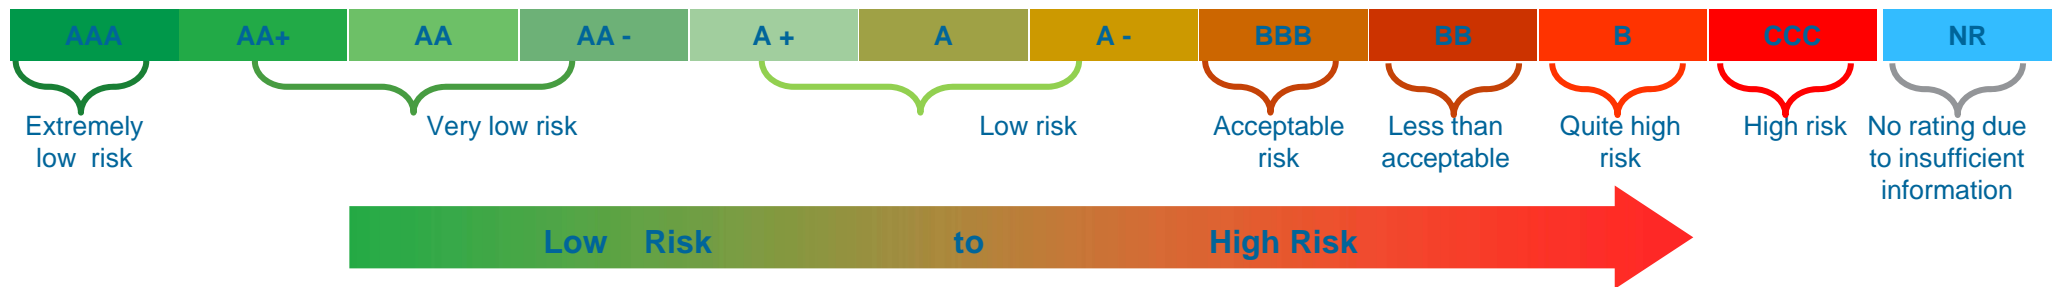 AAA AA+ AA AA - A + A A - BBB BB B CCC NR
Extremely low  risk
Very low risk
Low risk
Acceptable risk
Less than acceptable
Quite high risk
High risk
No rating due to insufficient information
Low Risk to High Risk